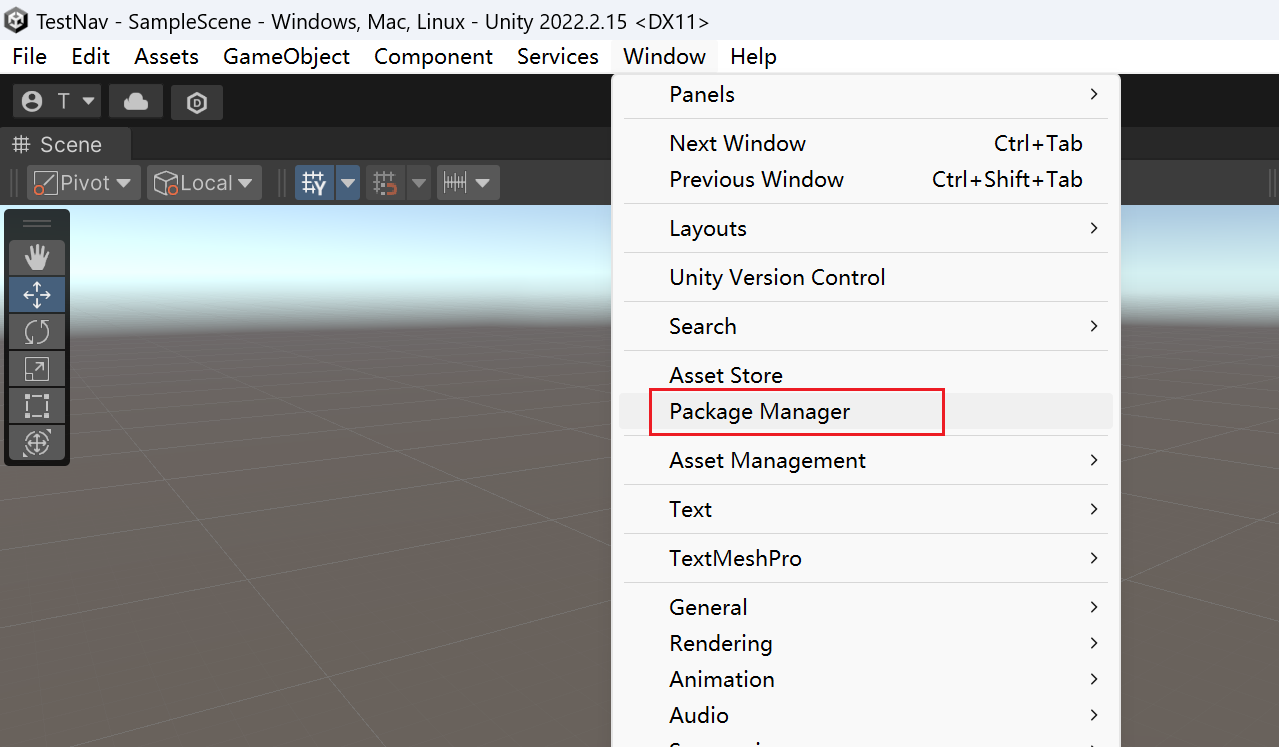 TestNav - SampleScene - Windows, Mac, Linux - Unity 2022.2.15 <DX11>
File Edit Assets GameObject Component Services Window Help
T
Scene
Pivot Local
Panels
Next Window Ctrl+Tab
Previous Window Ctrl+Shift+Tab
Layouts
Unity Version Control
Search
Asset Store
Package Manager
Asset Management
Text
TextMeshPro
General
Rendering
Animation
Audio